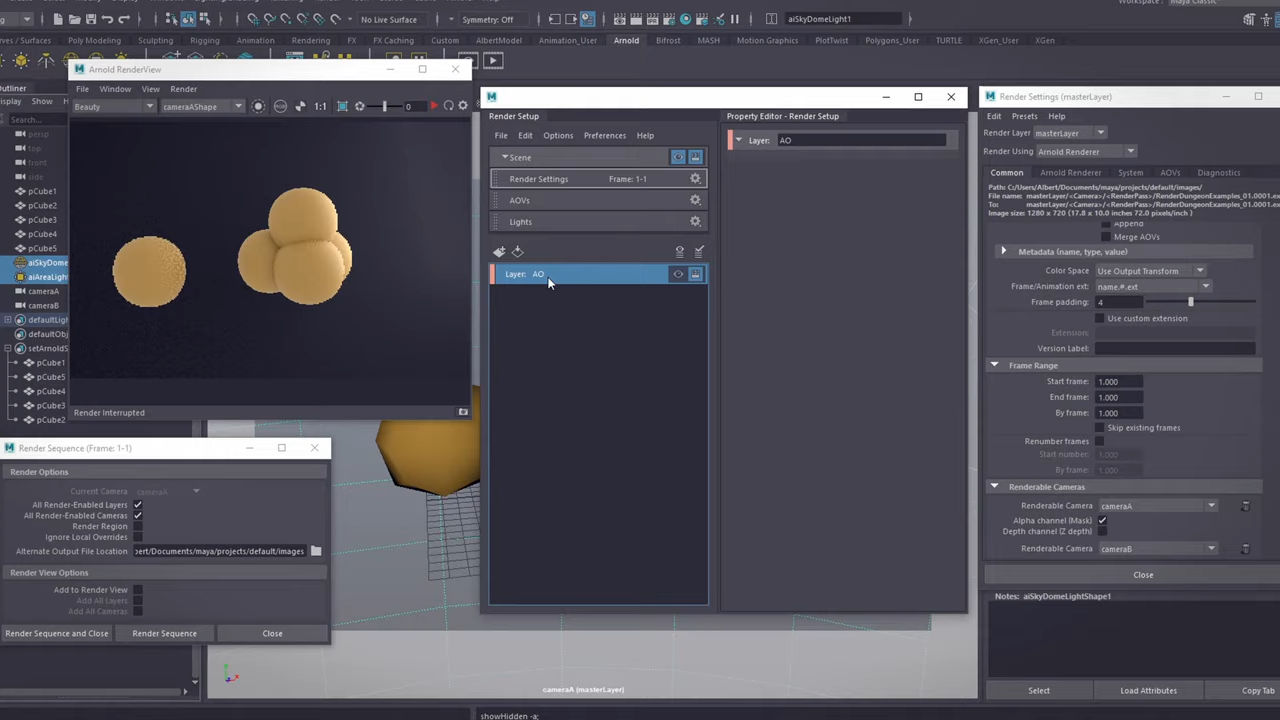 No Live Surface
Symmetry: Off
aiSkyDomeLight1
Workspace:
Maya Classic
rves / Surfaces
Poly Modeling
Sculpting
Rigging
Animation
Rendering
FX
FX Caching
Custom
AlbertModel
Animation_User
Arnold
Bifrost
MASH
Motion Graphics
PlotTwist
Polygons_User
TURTLE
XGen_User
XGen
Outliner
isplay
Show
Search...
persp
top
front
side
pCube1
pCube2
pCube3
pCube4
pCube5
aiSkyDome
aiAreaLigh
cameraA
cameraB
defaultLigh
defaultObj
setArnoldS
pCube1
pCube5
pCube4
pCube3
pCube2
Arnold RenderView
File
Window
View
Render
Beauty
cameraAShape
1:1
0
Render Interrupted
Render Sequence (Frame: 1-1)
Render Options
Current Camera
cameraA
All Render-Enabled Layers
All Render-Enabled Cameras
Render Region
Ignore Local Overrides
Alternate Output File Location
bert/Documents/maya/projects/default/images
Render View Options
Add to Render View
Add All Layers
Add All Cameras
Render Sequence and Close
Render Sequence
Close
Render Setup
File
Edit
Options
Preferences
Help
Scene
Render Settings
Frame: 1-1
AOVs
Lights
Layer: AO
Property Editor - Render Setup
Layer:
AO
cameraA (masterLayer)
showHidden -a;
Render Settings (masterLayer)
Edit
Presets
Help
Render Layer
masterLayer
Render Using
Arnold Renderer
Common
Arnold Renderer
System
AOVs
Diagnostics
Path: C:/Users/Albert/Documents/maya/projects/default/images/
File name: masterLayer/<Camera>/<RenderPass>/RenderDungeonExamples_01.0001.ex
To: masterLayer/<Camera>/<RenderPass>/RenderDungeonExamples_01.0001.ex
Image size: 1280 x 720 (17.8 x 10.0 inches 72.0 pixels/inch )
Append
Merge AOVs
Metadata (name, type, value)
Color Space
Use Output Transform
Frame/Animation ext:
name.#.ext
Frame padding:
4
Use custom extension
Extension:
Version Label:
Frame Range
Start frame:
1.000
End frame:
1.000
By frame:
1.000
Skip existing frames
Renumber frames
Start number:
1.000
By frame:
1.000
Renderable Cameras
Renderable Camera
cameraA
Alpha channel (Mask)
Depth channel (Z depth)
Renderable Camera
cameraB
Close
Notes: aiSkyDomeLightShape1
Select
Load Attributes
Copy Tab